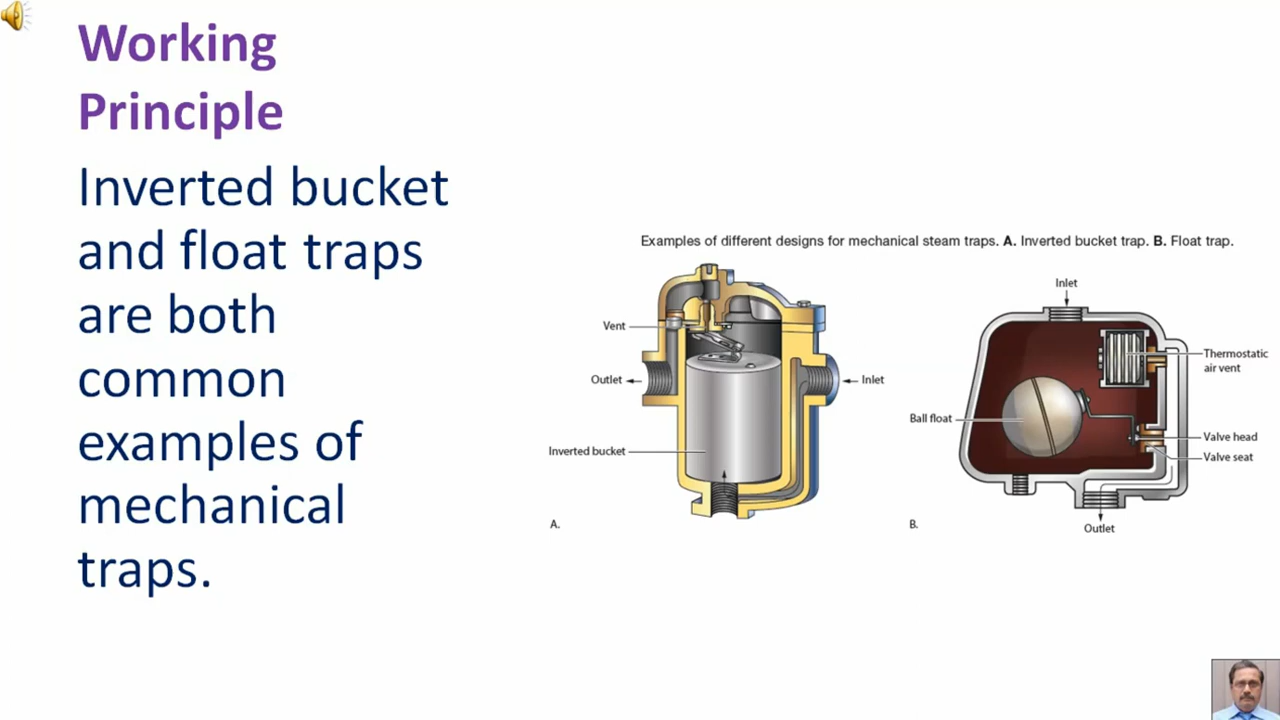 Working
Principle
Inverted bucket
and float traps
are both
common
examples of
mechanical
traps.
Examples of different designs for mechanical steam traps. A. Inverted bucket trap. B. Float trap.
Vent
Outlet
Inlet
Inverted bucket
A.
Inlet
Thermostatic
air vent
Ball float
Valve head
Valve seat
B.
Outlet